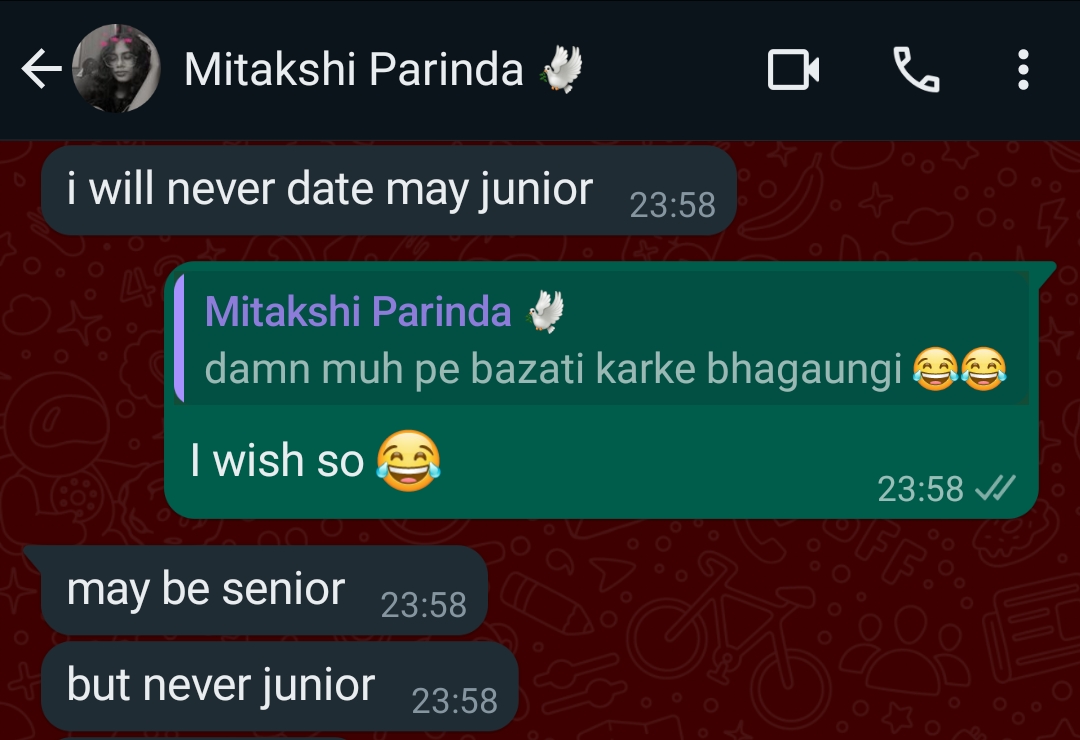 Mitakshi Parinda 🕊️
i will never date may junior 23:58
Mitakshi Parinda 🕊️
damn muh pe bazati karke bhagaungi 😂😂
I wish so 😂
23:58
may be senior 23:58
but never junior 23:58